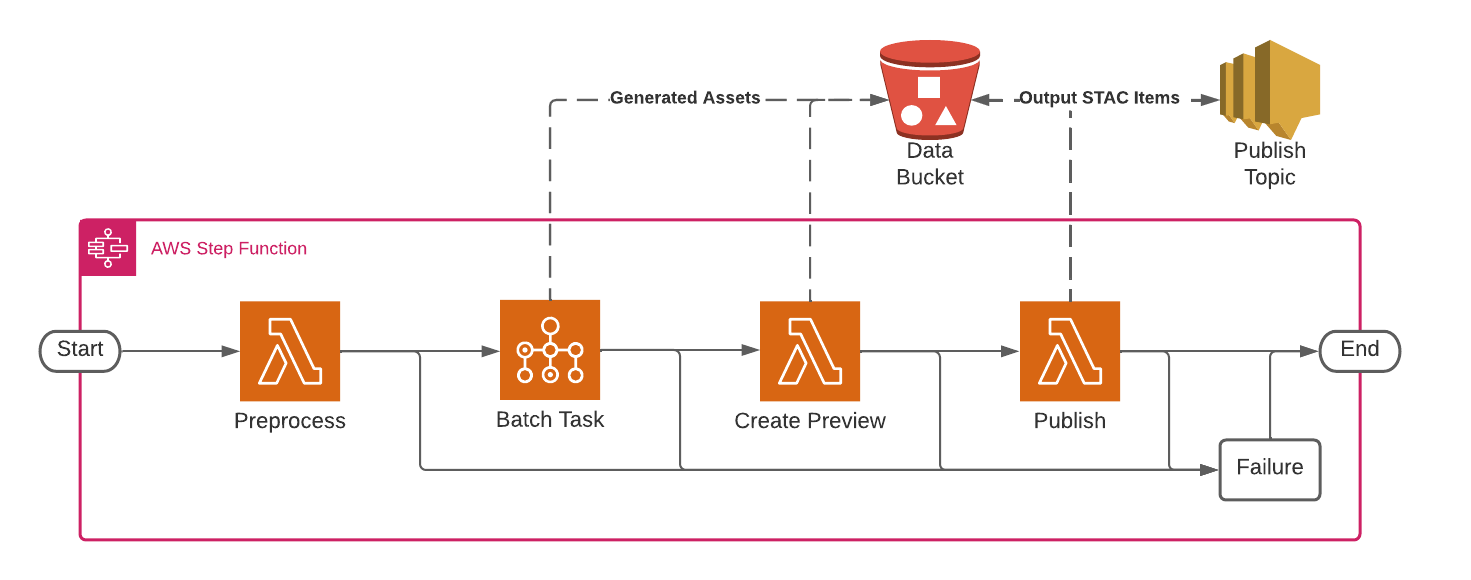 Generated Assets
Output STAC Items
Data
Bucket
Publish
Topic
AWS Step Function
Start
End
Preprocess
Batch Task
Create Preview
Publish
Failure